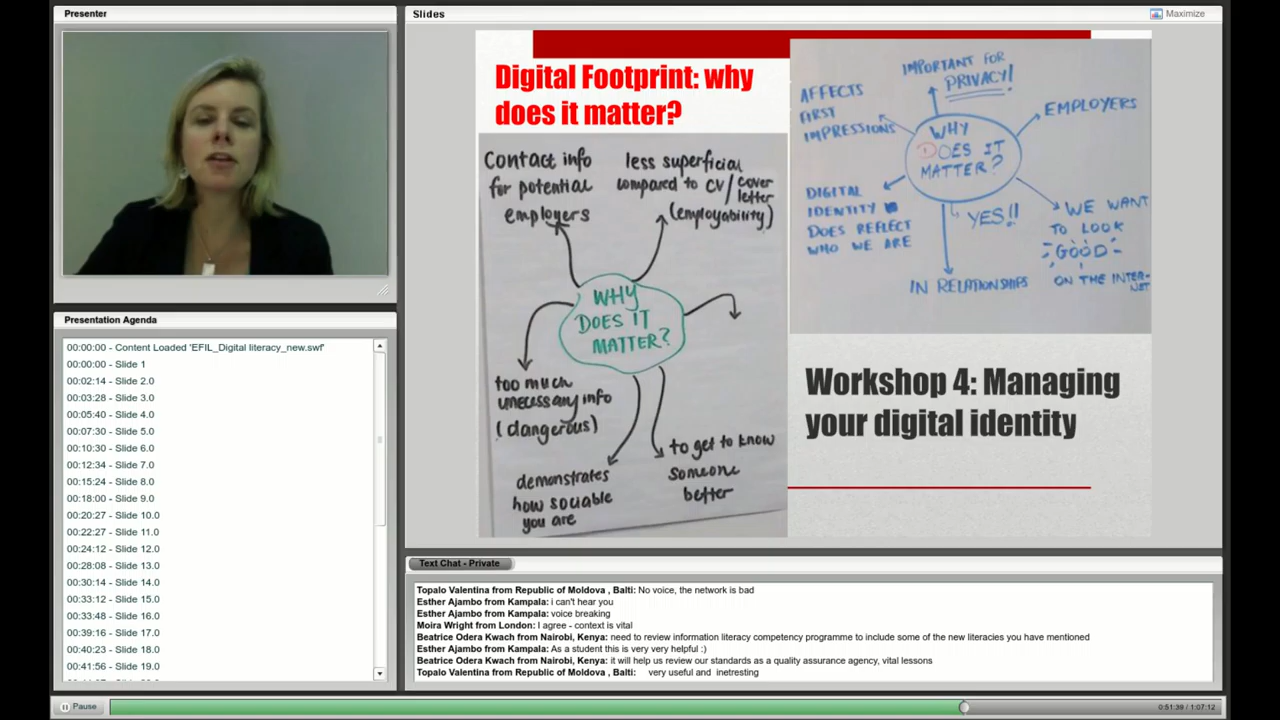 Presenter
Slides
Maximize
Digital Footprint: why
does it matter?
Contact info
for potential
employers
less superficial
compared to CV/cover
letter
(employability)
WHY
DOES IT
MATTER?
too much
unecessary info
(dangerous)
demonstrates
how sociable
you are
to get to know
someone
better
IMPORTANT FOR
PRIVACY!
AFFECTS
FIRST
IMPRESSIONS
EMPLOYERS
WHY
DOES IT
MATTER?
DIGITAL
IDENTITY
DOES REFLECT
WHO WE ARE
YES!!
WE WANT
TO LOOK
GOOD
ON THE INTER-
NET
IN RELATIONSHIPS
Workshop 4: Managing
your digital identity
Presentation Agenda
00:00:00 - Content Loaded 'EFIL_Digital literacy_new.swf'
00:00:00 - Slide 1
00:02:14 - Slide 2.0
00:03:28 - Slide 3.0
00:05:40 - Slide 4.0
00:07:30 - Slide 5.0
00:10:30 - Slide 6.0
00:12:34 - Slide 7.0
00:15:24 - Slide 8.0
00:18:00 - Slide 9.0
00:20:27 - Slide 10.0
00:22:27 - Slide 11.0
00:24:12 - Slide 12.0
00:28:08 - Slide 13.0
00:30:14 - Slide 14.0
00:33:12 - Slide 15.0
00:33:48 - Slide 16.0
00:39:16 - Slide 17.0
00:40:23 - Slide 18.0
00:41:56 - Slide 19.0
Text Chat - Private
Topalo Valentina from Republic of Moldova , Balti: No voice, the network is bad
Esther Ajambo from Kampala: i can't hear you
Esther Ajambo from Kampala: voice breaking
Moira Wright from London: I agree - context is vital
Beatrice Odera Kwach from Nairobi, Kenya: need to review information literacy competency programme to include some of the new literacies you have mentioned
Esther Ajambo from Kampala: As a student this is very very helpful :)
Beatrice Odera Kwach from Nairobi, Kenya: it will help us review our standards as a quality assurance agency, vital lessons
Topalo Valentina from Republic of Moldova , Balti: very useful and inetresting
Pause
0:51:39 / 1:07:12